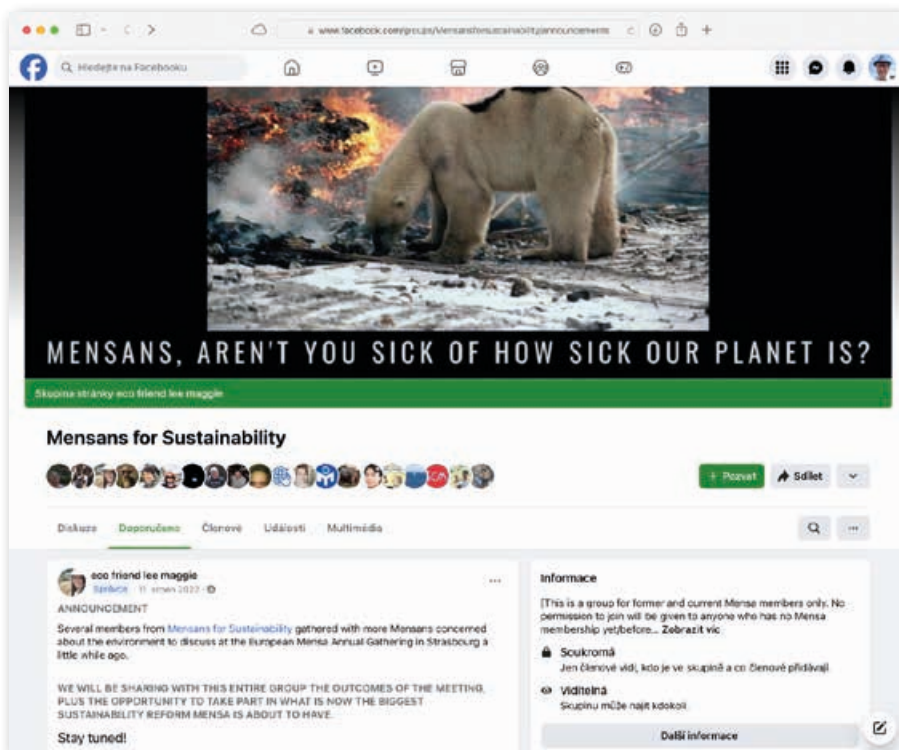 www.facebook.com/groups/Mensansforsustainability/announcements
Hledejte na Facebooku
MENSANS, AREN'T YOU SICK OF HOW SICK OUR PLANET IS?
Skupina stránky eco friend lee maggie
Mensans for Sustainability
+ Pozvat
Sdílet
Diskuze
Doporučeno
Členové
Události
Multimédia
eco friend lee maggie
Správce · 11. srpen 2022
ANNOUNCEMENT
Several members from Mensans for Sustainability gathered with more Mensans concerned
about the environment to discuss at the European Mensa Annual Gathering in Strasbourg a
little while ago.
WE WILL BE SHARING WITH THIS ENTIRE GROUP THE OUTCOMES OF THE MEETING,
PLUS THE OPPORTUNITY TO TAKE PART IN WHAT IS NOW THE BIGGEST
SUSTAINABILITY REFORM MENSA IS ABOUT TO HAVE.
Stay tuned!
Informace
[This is a group for former and current Mensa members only. No
permission to join will be given to anyone who has no Mensa
membership yet/before... Zobrazit víc
Soukromá
Jen členové vidí, kdo je ve skupině a co členové přidávají.
Viditelná
Skupinu může najít kdokoli.
Další informace